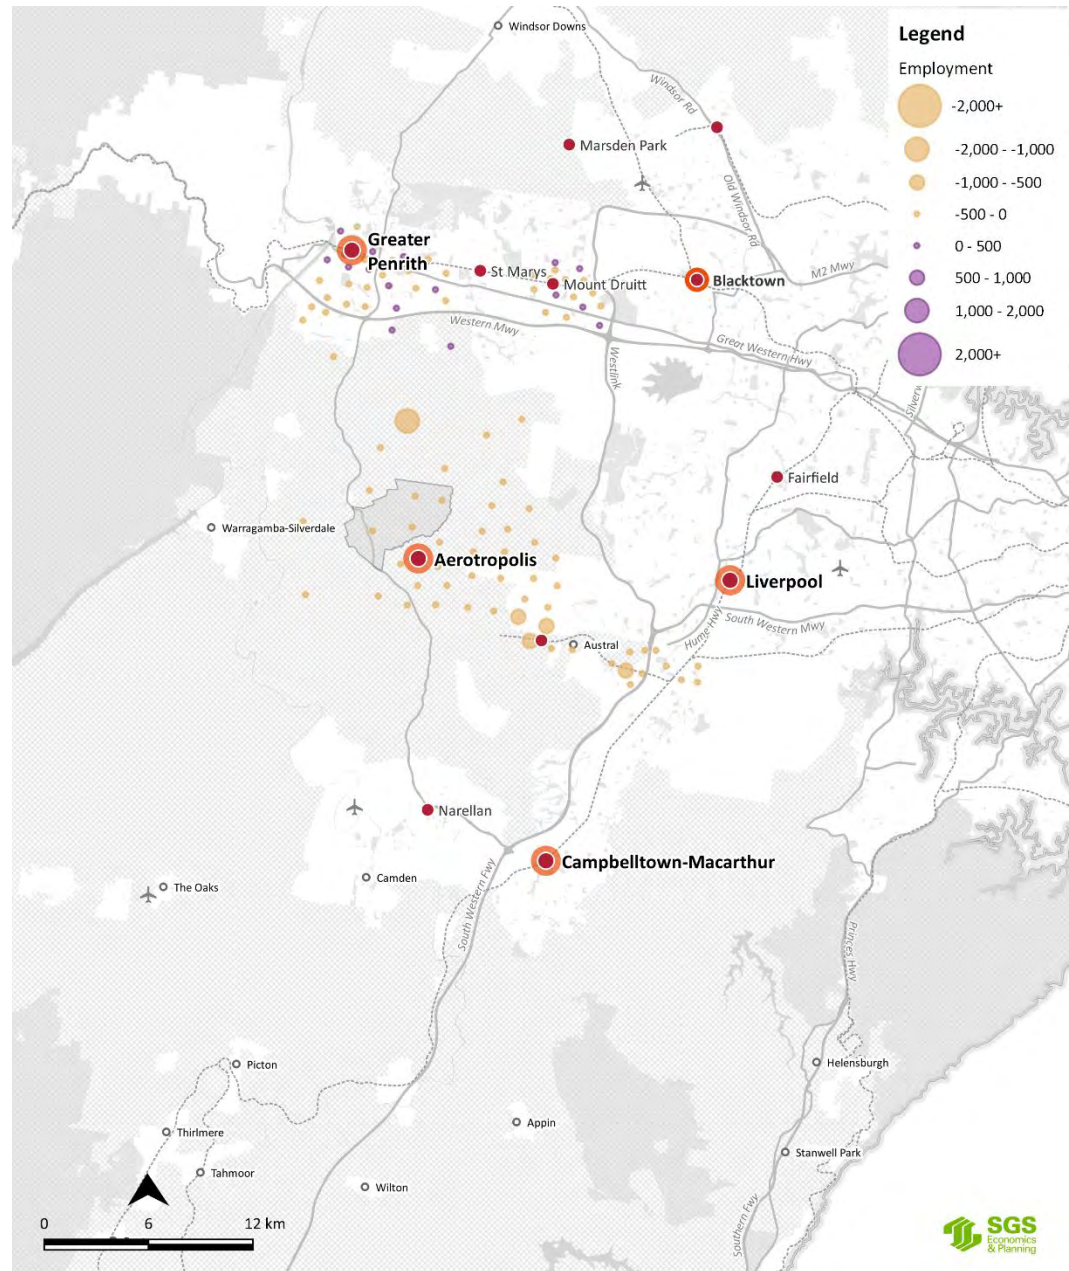 Windsor Downs
Legend
Employment
-2,000+
-2,000 - -1,000
-1,000 - -500
-500 - 0
0 - 500
500 - 1,000
1,000 - 2,000
2,000+
Windsor Rd
Marsden Park
Old Windsor Rd
Greater
Penrith
St Marys
Mount Druitt
Blacktown
M2 Mwy
Western Mwy
Great Western Hwy
Westlink
Fairfield
Warragamba-Silverdale
Aerotropolis
Liverpool
South Western Mwy
Hume Hwy
Austral
Narellan
Campbelltown-Macarthur
The Oaks
Camden
South Western Fwy
Princes Hwy
Picton
Helensburgh
Appin
Thirlmere
Stanwell Park
Tahmoor
Wilton
Southern Fwy
0 6 12 km
SGS
Economics
& Planning